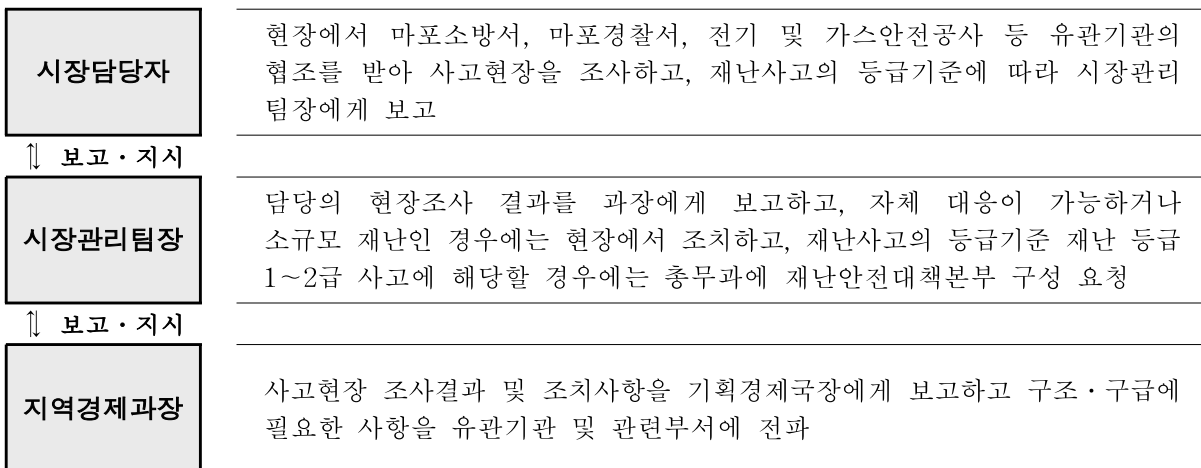 시장담당자
현장에서 마포소방서, 마포경찰서, 전기 및 가스안전공사 등 유관기관의
협조를 받아 사고현장을 조사하고, 재난사고의 등급기준에 따라 시장관리
팀장에게 보고
⇅ 보고·지시
시장관리팀장
담당의 현장조사 결과를 과장에게 보고하고, 자체 대응이 가능하거나
소규모 재난인 경우에는 현장에서 조치하고, 재난사고의 등급기준 재난 등급
1~2급 사고에 해당할 경우에는 총무과에 재난안전대책본부 구성 요청
⇅ 보고·지시
지역경제과장
사고현장 조사결과 및 조치사항을 기획경제국장에게 보고하고 구조·구급에
필요한 사항을 유관기관 및 관련부서에 전파